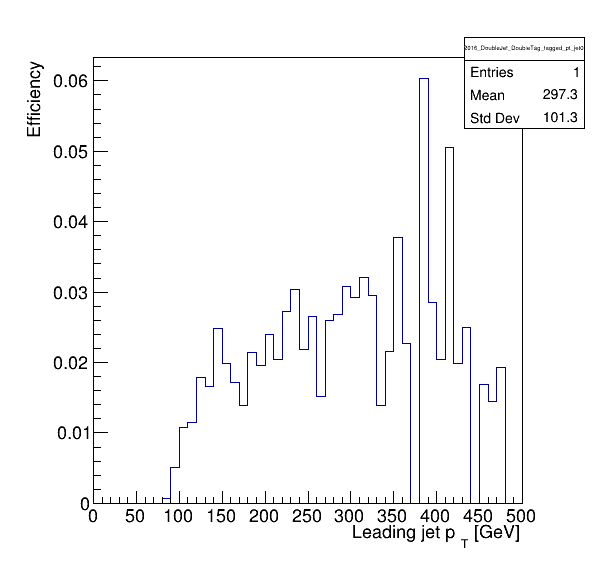 2016_DoubleJet_DoubleTag_tagged_pt_jet0
Entries 1
Mean 297.3
Std Dev 101.3
Efficiency
0.06
0.05
0.04
0.03
0.02
0.01
0
0 50 100 150 200 250 300 350 400 450 500
Leading jet p T [GeV]